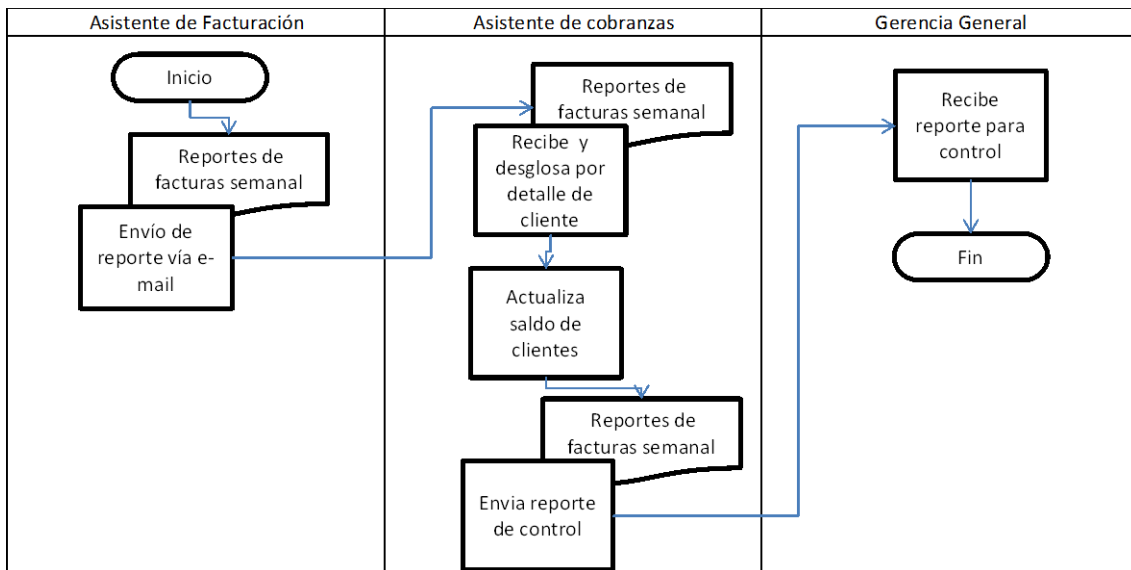 Asistente de Facturación
Asistente de cobranzas
Gerencia General
Inicio
Reportes de
facturas semanal
Envío de
reporte vía e-
mail
Reportes de
facturas semanal
Recibe y
desglosa por
detalle de
cliente
Actualiza
saldo de
clientes
Reportes de
facturas semanal
Envia reporte
de control
Recibe
reporte para
control
Fin